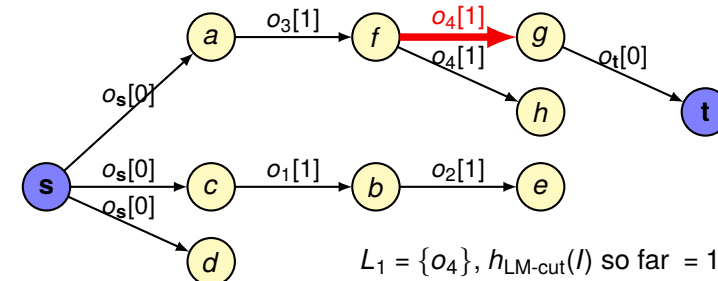 a o₃[1] f o₄[1] g
oₛ[0] o₄[1] oₜ[0]
h t
s oₛ[0] c o₁[1] b o₂[1] e
oₛ[0]
d
L₁ = {o₄}, h_LM-cut(I) so far = 1